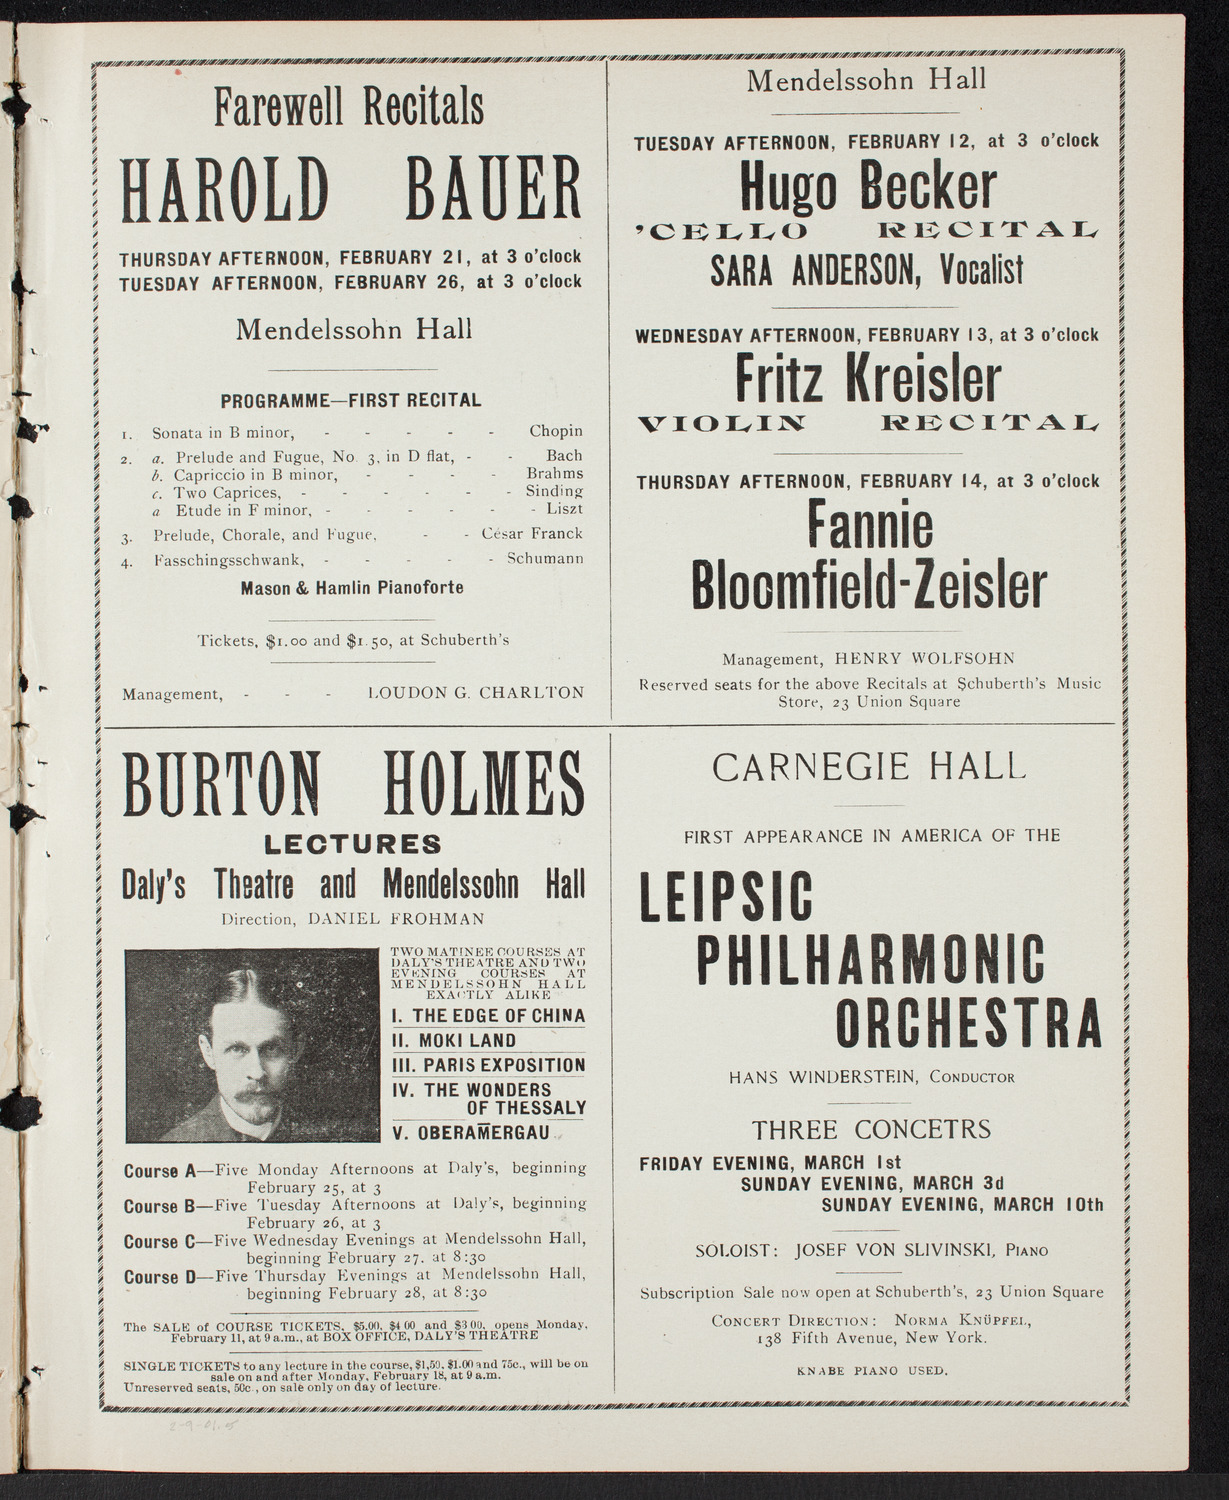 Farewell Recitals
HAROLD BAUER
THURSDAY AFTERNOON, FEBRUARY 21, at 3 o'clock
TUESDAY AFTERNOON, FEBRUARY 26, at 3 o'clock
Mendelssohn Hall
PROGRAMME—FIRST RECITAL
1. Sonata in B minor, - - - - - Chopin
2. a. Prelude and Fugue, No. 3, in D flat, - - Bach
b. Capriccio in B minor, - - - - Brahms
c. Two Caprices, - - - - - - Sinding
a Etude in F minor, - - - - - - Liszt
3. Prelude, Chorale, and Fugue, - - César Franck
4. Fasschingsschwank, - - - - - Schumann
Mason & Hamlin Pianoforte
Tickets, $1.00 and $1.50, at Schuberth's
Management, - - - LOUDON G. CHARLTON
Mendelssohn Hall
TUESDAY AFTERNOON, FEBRUARY 12, at 3 o'clock
Hugo Becker
'CELLO RECITAL
SARA ANDERSON, Vocalist
WEDNESDAY AFTERNOON, FEBRUARY 13, at 3 o'clock
Fritz Kreisler
VIOLIN RECITAL
THURSDAY AFTERNOON, FEBRUARY 14, at 3 o'clock
Fannie
Bloomfield-Zeisler
Management, HENRY WOLFSOHN
Reserved seats for the above Recitals at Schuberth's Music
Store, 23 Union Square
BURTON HOLMES
LECTURES
Daly's Theatre and Mendelssohn Hall
Direction, DANIEL FROHMAN
TWO MATINEE COURSES AT
DALY'S THEATRE AND TWO
EVENING COURSES AT
MENDELSSOHN HALL
EXACTLY ALIKE
I. THE EDGE OF CHINA
II. MOKI LAND
III. PARIS EXPOSITION
IV. THE WONDERS
OF THESSALY
V. OBERAM̅ERGAU
Course A—Five Monday Afternoons at Daly's, beginning
February 25, at 3
Course B—Five Tuesday Afternoons at Daly's, beginning
February 26, at 3
Course C—Five Wednesday Evenings at Mendelssohn Hall,
beginning February 27. at 8:30
Course D—Five Thursday Evenings at Mendelssohn Hall,
beginning February 28, at 8:30
The SALE of COURSE TICKETS, $5.00, $4 00 and $3 00, opens Monday,
February 11, at 9 a.m., at BOX OFFICE, DALY'S THEATRE
SINGLE TICKETS to any lecture in the course, $1,50, $1.00 and 75c., will be on
sale on and after Monday, February 18, at 9 a.m.
Unreserved seats, 50c., on sale only on day of lecture.
CARNEGIE HALL
FIRST APPEARANCE IN AMERICA OF THE
LEIPSIC
PHILHARMONIC
ORCHESTRA
HANS WINDERSTEIN, CONDUCTOR
THREE CONCETRS
FRIDAY EVENING, MARCH 1st
SUNDAY EVENING, MARCH 3d
SUNDAY EVENING, MARCH 10th
SOLOIST: JOSEF VON SLIVINSKI, PIANO
Subscription Sale now open at Schuberth's, 23 Union Square
CONCERT DIRECTION: NORMA KNÜPFEL,
138 Fifth Avenue, New York.
KNABE PIANO USED.
2-9-01.5